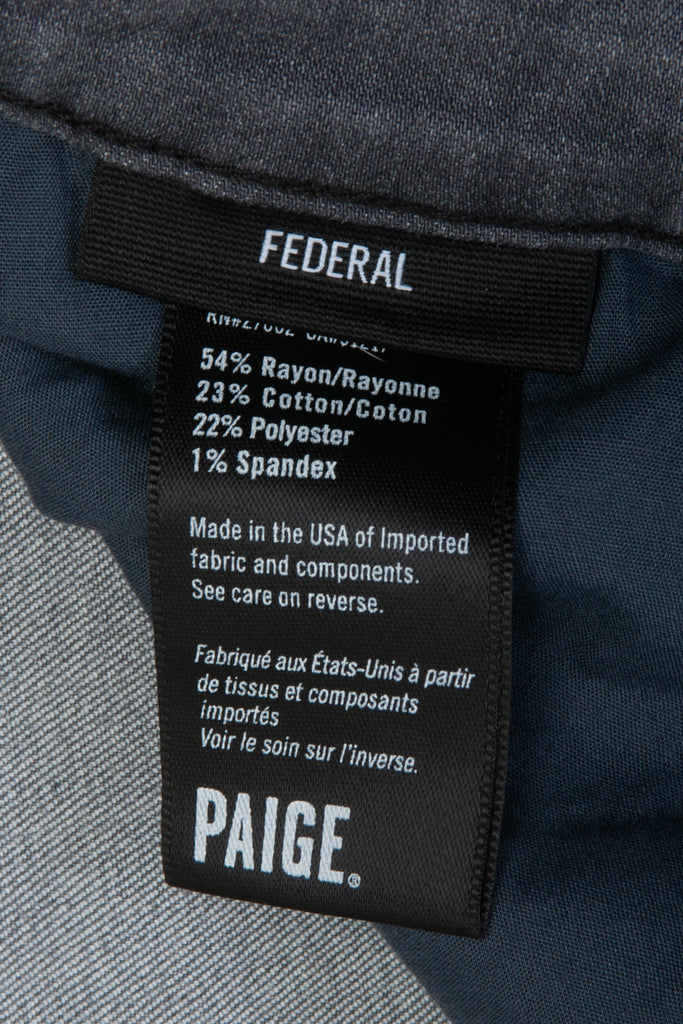 FEDERAL
54% Rayon/Rayonne
23% Cotton/Coton
22% Polyester
1% Spandex
Made in the USA of Imported
fabric and components.
See care on reverse.
Fabriqué aux États-Unis à partir
de tissus et composants
importés
Voir le soin sur l'inverse.
PAIGE®